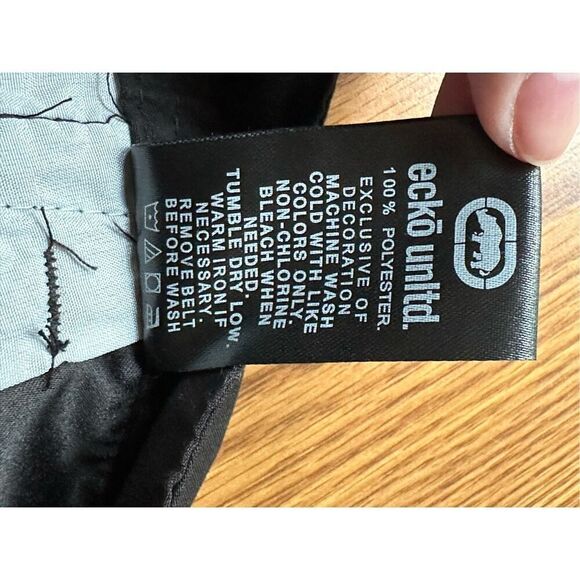 eckō unltd.
100% POLYESTER.
EXCLUSIVE OF
DECORATION
MACHINE WASH
COLD WITH LIKE
COLORS ONLY.
NON-CHLORINE
BLEACH WHEN
NEEDED.
TUMBLE DRY LOW.
WARM IRON IF
NECESSARY.
REMOVE BELT
BEFORE WASH